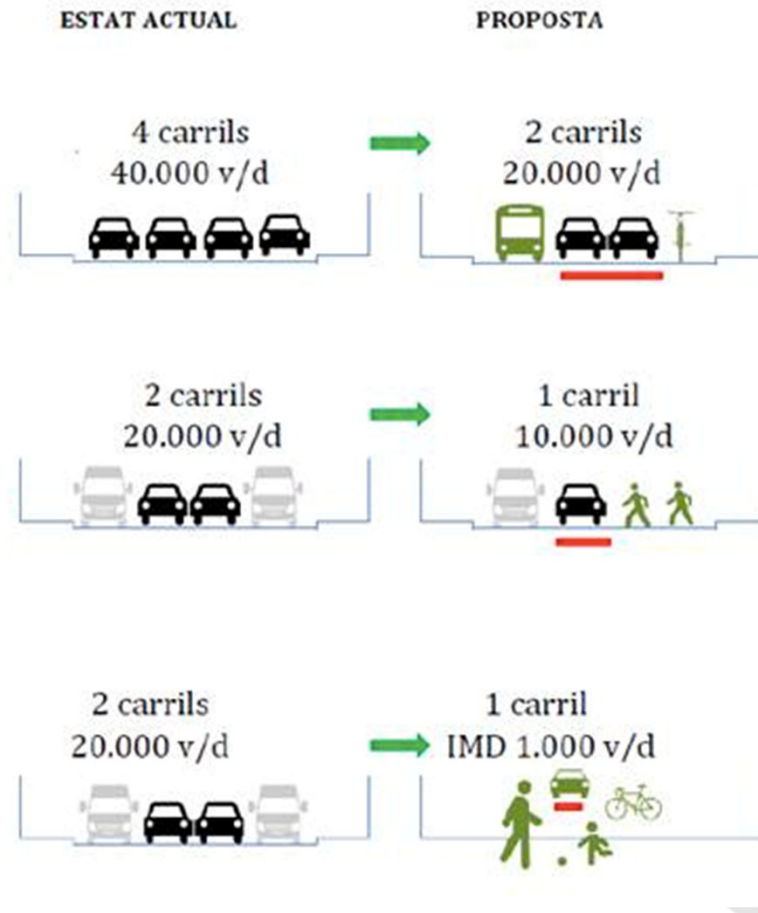 ESTAT ACTUAL
PROPOSTA
4 carrils
40.000 v/d
2 carrils
20.000 v/d
2 carrils
20.000 v/d
1 carril
10.000 v/d
2 carrils
20.000 v/d
1 carril
IMD 1.000 v/d